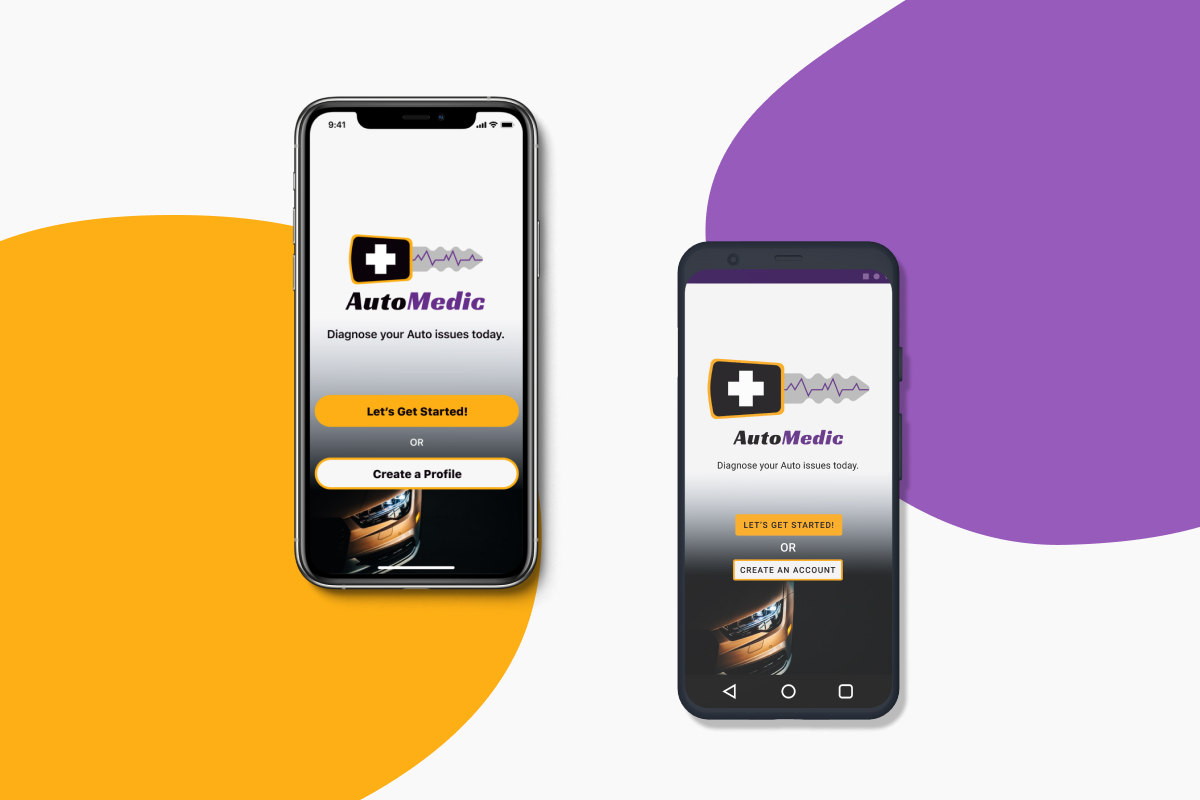 9:41
AutoMedic
Diagnose your Auto issues today.
Let's Get Started!
OR
Create a Profile
AutoMedic
Diagnose your Auto issues today.
LET'S GET STARTED!
OR
CREATE AN ACCOUNT